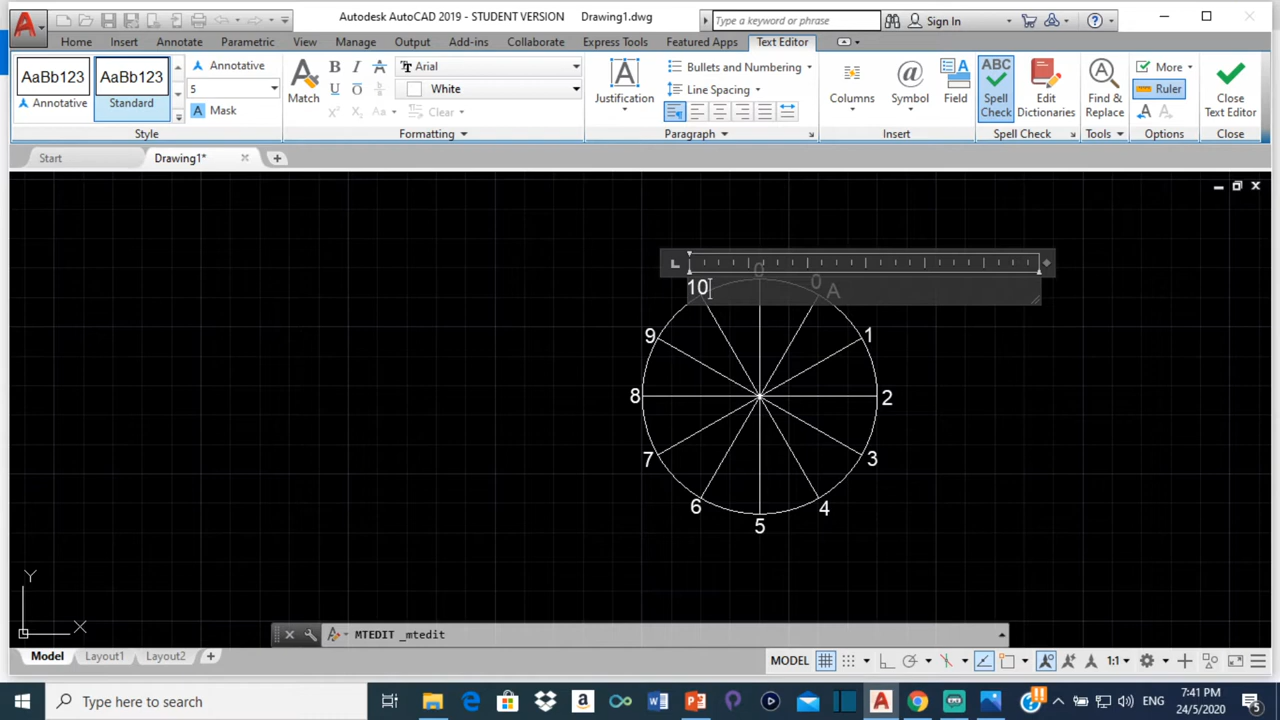 Autodesk AutoCAD 2019 - STUDENT VERSION Drawing1.dwg Type a keyword or phrase Sign In
Home Insert Annotate Parametric View Manage Output Add-ins Collaborate Express Tools Featured Apps Text Editor
AaBb123 AaBb123 Annotative
Annotative Standard 5 Mask
Style
Match
B I A Arial
U O White
Aa Clear
Formatting
Justification
Bullets and Numbering
Line Spacing
Paragraph
Columns Symbol Field
Insert
ABC
Spell Check Edit Dictionaries
Spell Check
Find & Replace
Tools
More
Ruler
Options
Close Text Editor
Close
Start Drawing1*
0
0 A
10
9 1
8 2
7 3
6 4
5
Y
X
MTEDIT _mtedit
Model Layout1 Layout2 MODEL 1:1
Type here to search
ENG
7:41 PM
24/5/2020
5